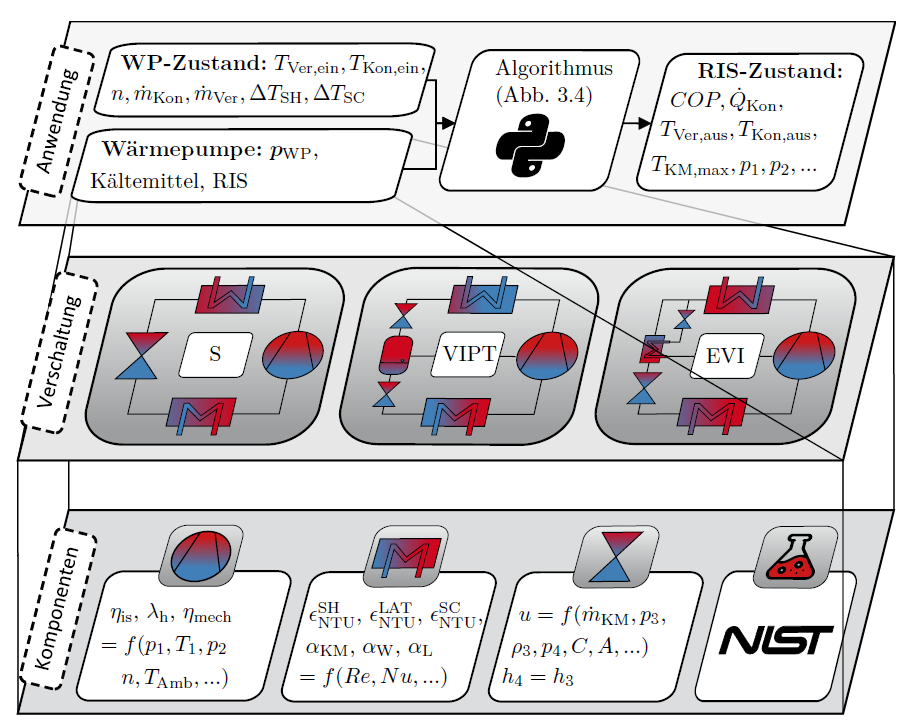 Anwendung
WP-Zustand: T_Ver,ein, T_Kon,ein,
n, ṁ_Kon, ṁ_Ver, ΔT_SH, ΔT_SC
Wärmepumpe: p_WP,
Kältemittel, RIS
Algorithmus
(Abb. 3.4)
RIS-Zustand:
COP, Q̇_Kon,
T_Ver,aus, T_Kon,aus,
T_KM,max, p_1, p_2, ...
Verschaltung
S
VIPT
EVI
Komponenten
η_is, λ_h, η_mech
= f(p_1, T_1, p_2
n, T_Amb, ...)
ϵ^SH_NTU, ϵ^LAT_NTU, ϵ^SC_NTU,
α_KM, α_W, α_L
= f(Re, Nu, ...)
u = f(ṁ_KM, p_3,
ρ_3, p_4, C, A, ...)
h_4 = h_3
NIST